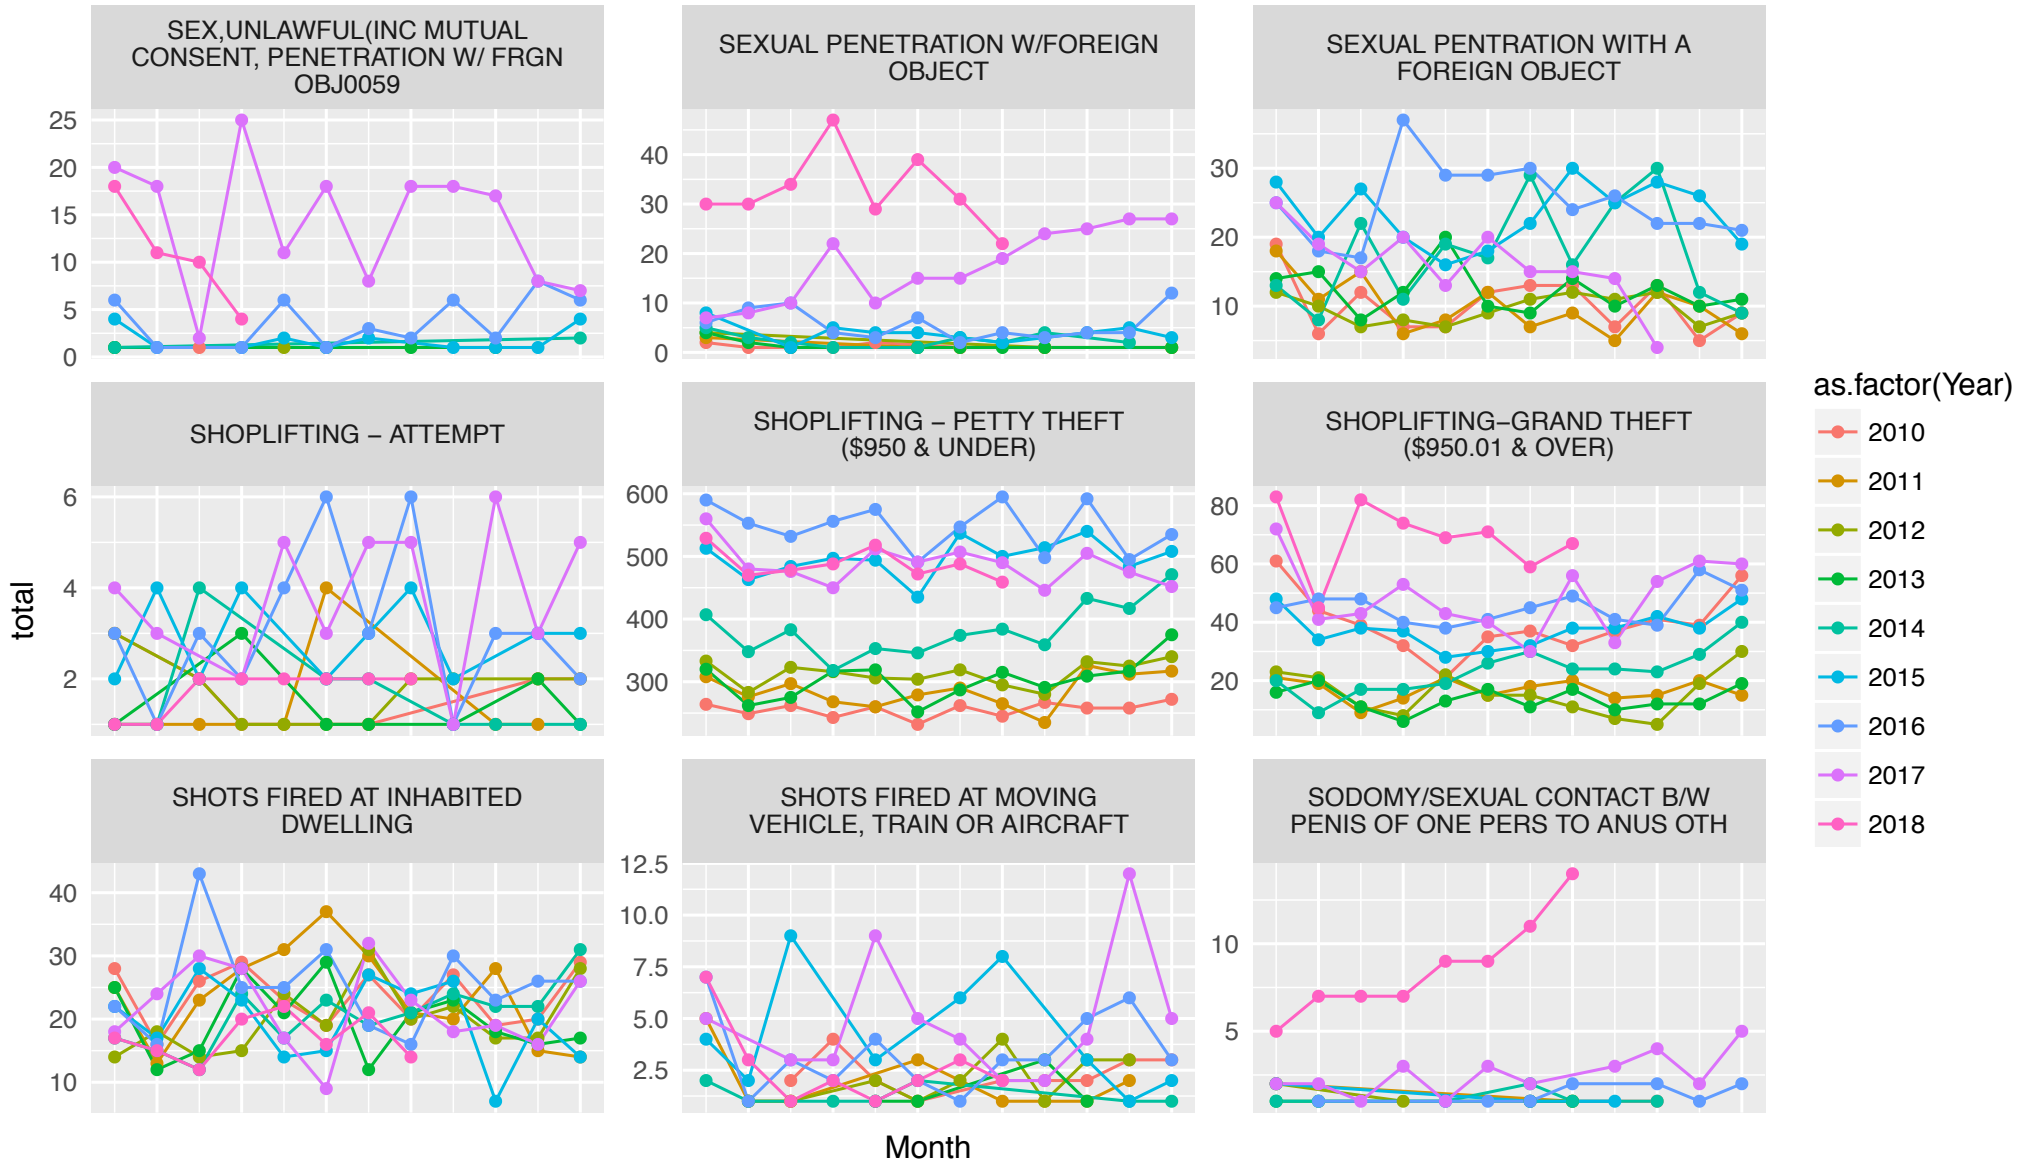 SEX,UNLAWFUL(INC MUTUAL
CONSENT, PENETRATION W/ FRGN
OBJ0059
25
20
15
10
5
0
SEXUAL PENETRATION W/FOREIGN
OBJECT
40
30
20
10
0
SEXUAL PENTRATION WITH A
FOREIGN OBJECT
30
20
10
SHOPLIFTING − ATTEMPT
6
4
2
SHOPLIFTING − PETTY THEFT
($950 & UNDER)
600
500
400
300
SHOPLIFTING−GRAND THEFT
($950.01 & OVER)
80
60
40
20
SHOTS FIRED AT INHABITED
DWELLING
40
30
20
10
SHOTS FIRED AT MOVING
VEHICLE, TRAIN OR AIRCRAFT
12.5
10.0
7.5
5.0
2.5
SODOMY/SEXUAL CONTACT B/W
PENIS OF ONE PERS TO ANUS OTH
10
5
total
Month
as.factor(Year)
2010
2011
2012
2013
2014
2015
2016
2017
2018